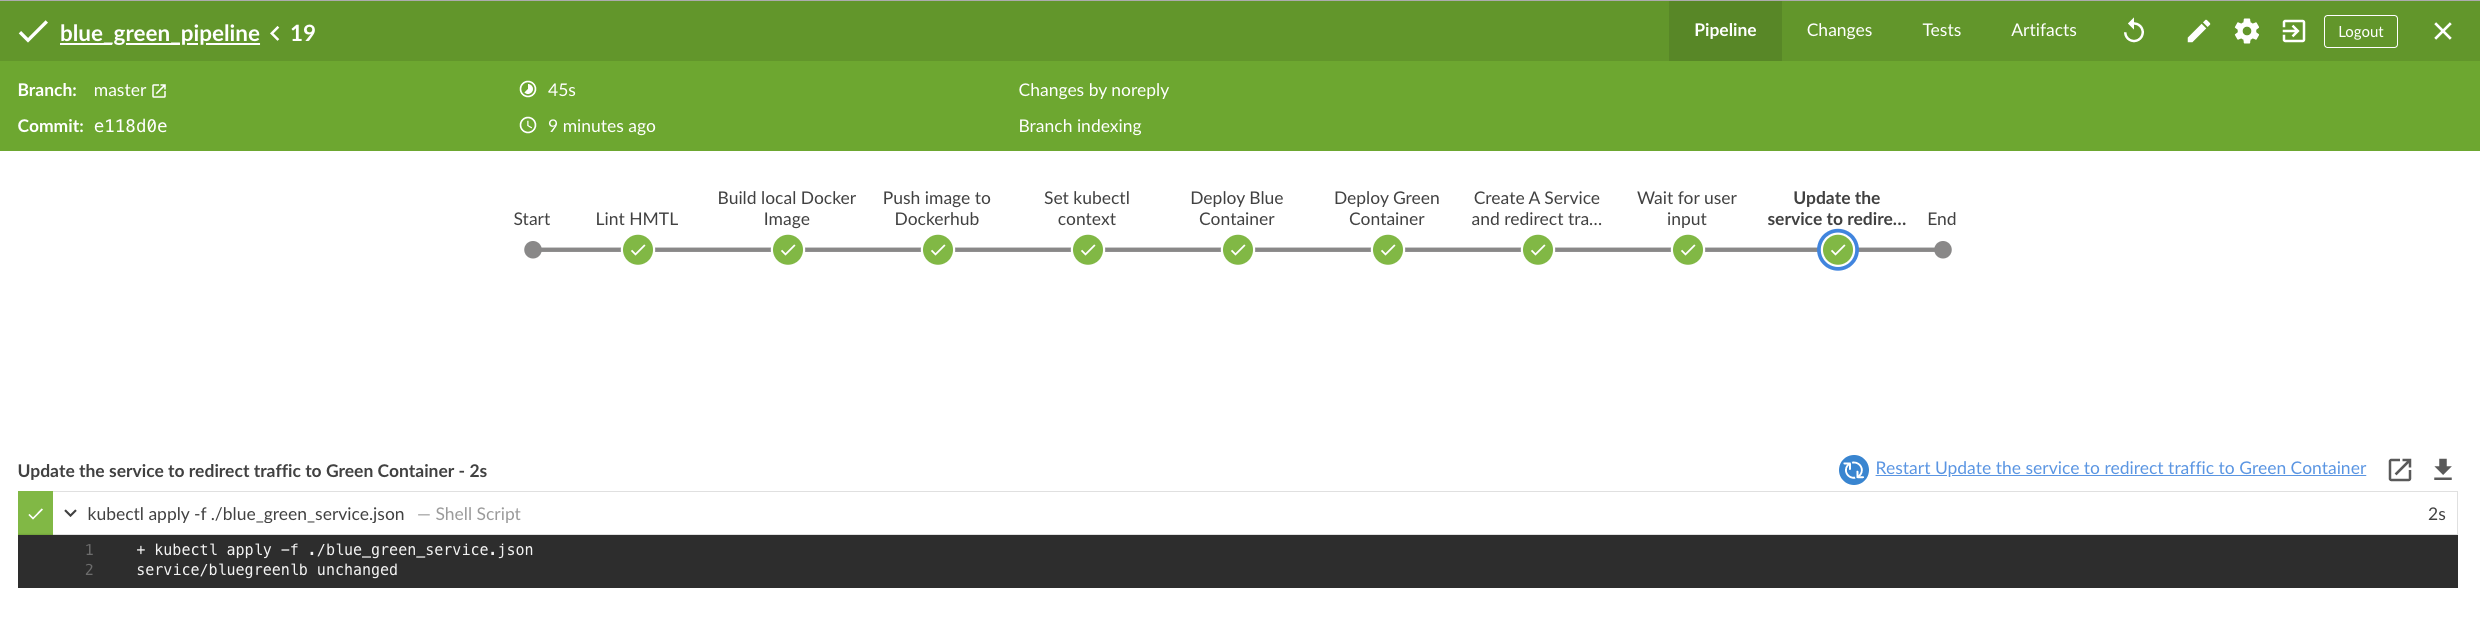 blue_green_pipeline < 19
Pipeline Changes Tests Artifacts Logout
Branch: master 45s Changes by noreply
Commit: e118d0e 9 minutes ago Branch indexing
Start
Lint HMTL
Build local Docker
Image
Push image to
Dockerhub
Set kubectl
context
Deploy Blue
Container
Deploy Green
Container
Create A Service
and redirect tra...
Wait for user
input
Update the
service to redire...
End
Update the service to redirect traffic to Green Container - 2s
Restart Update the service to redirect traffic to Green Container
kubectl apply -f ./blue_green_service.json — Shell Script 2s
1 + kubectl apply -f ./blue_green_service.json
2 service/bluegreenlb unchanged